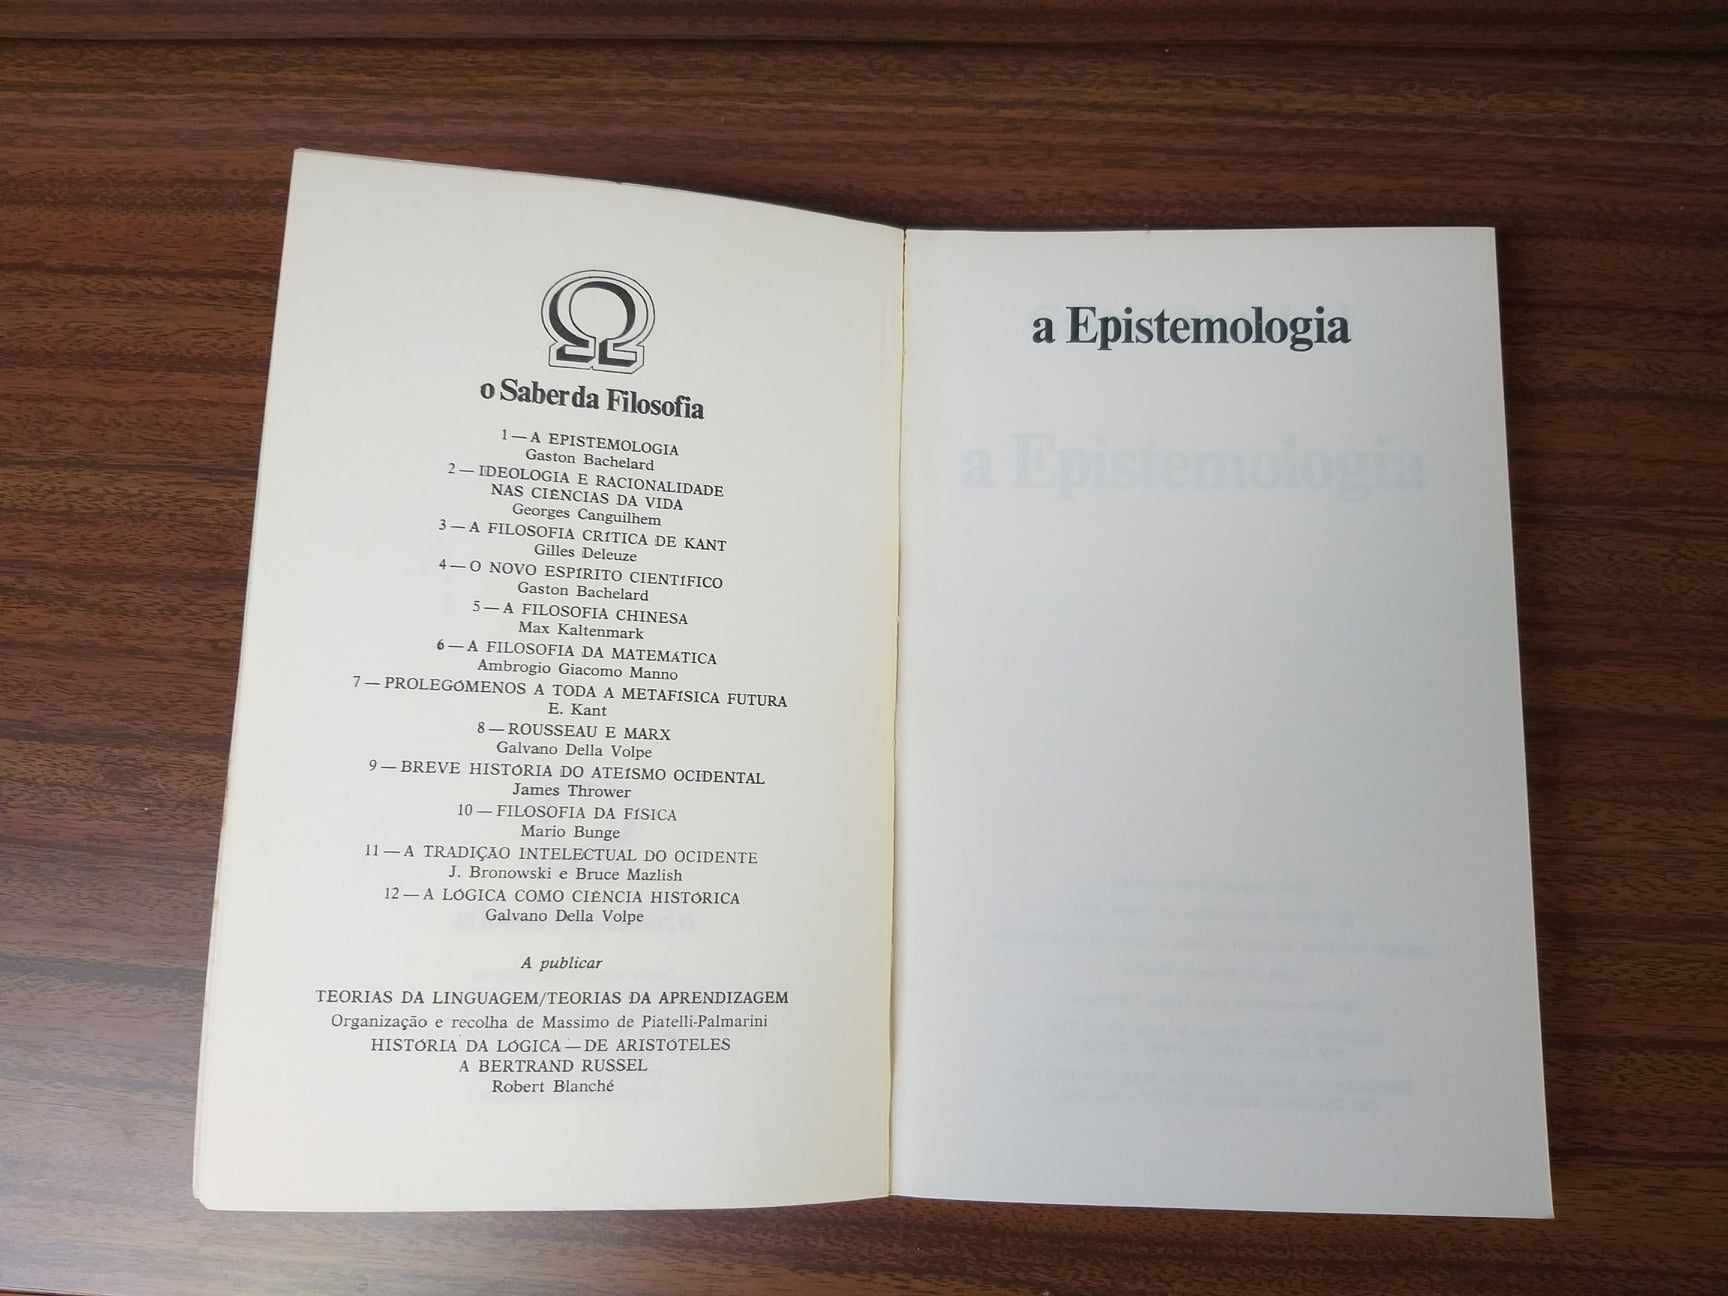 o Saber da Filosofia
1 — A EPISTEMOLOGIA
Gaston Bachelard
2 — IDEOLOGIA E RACIONALIDADE
NAS CIÊNCIAS DA VIDA
Georges Canguilhem
3 — A FILOSOFIA CRÍTICA DE KANT
Gilles Deleuze
4 — O NOVO ESPÍRITO CIENTÍFICO
Gaston Bachelard
5 — A FILOSOFIA CHINESA
Max Kaltenmark
6 — A FILOSOFIA DA MATEMÁTICA
Ambrogio Giacomo Manno
7 — PROLEGÓMENOS A TODA A METAFÍSICA FUTURA
E. Kant
8 — ROUSSEAU E MARX
Galvano Della Volpe
9 — BREVE HISTÓRIA DO ATEÍSMO OCIDENTAL
James Thrower
10 — FILOSOFIA DA FÍSICA
Mario Bunge
11 — A TRADIÇÃO INTELECTUAL DO OCIDENTE
J. Bronowski e Bruce Mazlish
12 — A LÓGICA COMO CIÊNCIA HISTÓRICA
Galvano Della Volpe
A publicar
TEORIAS DA LINGUAGEM/TEORIAS DA APRENDIZAGEM
Organização e recolha de Massimo de Piatelli-Palmarini
HISTÓRIA DA LÓGICA — DE ARISTÓTELES
A BERTRAND RUSSEL
Robert Blanché
a Epistemologia
a Epistemologia